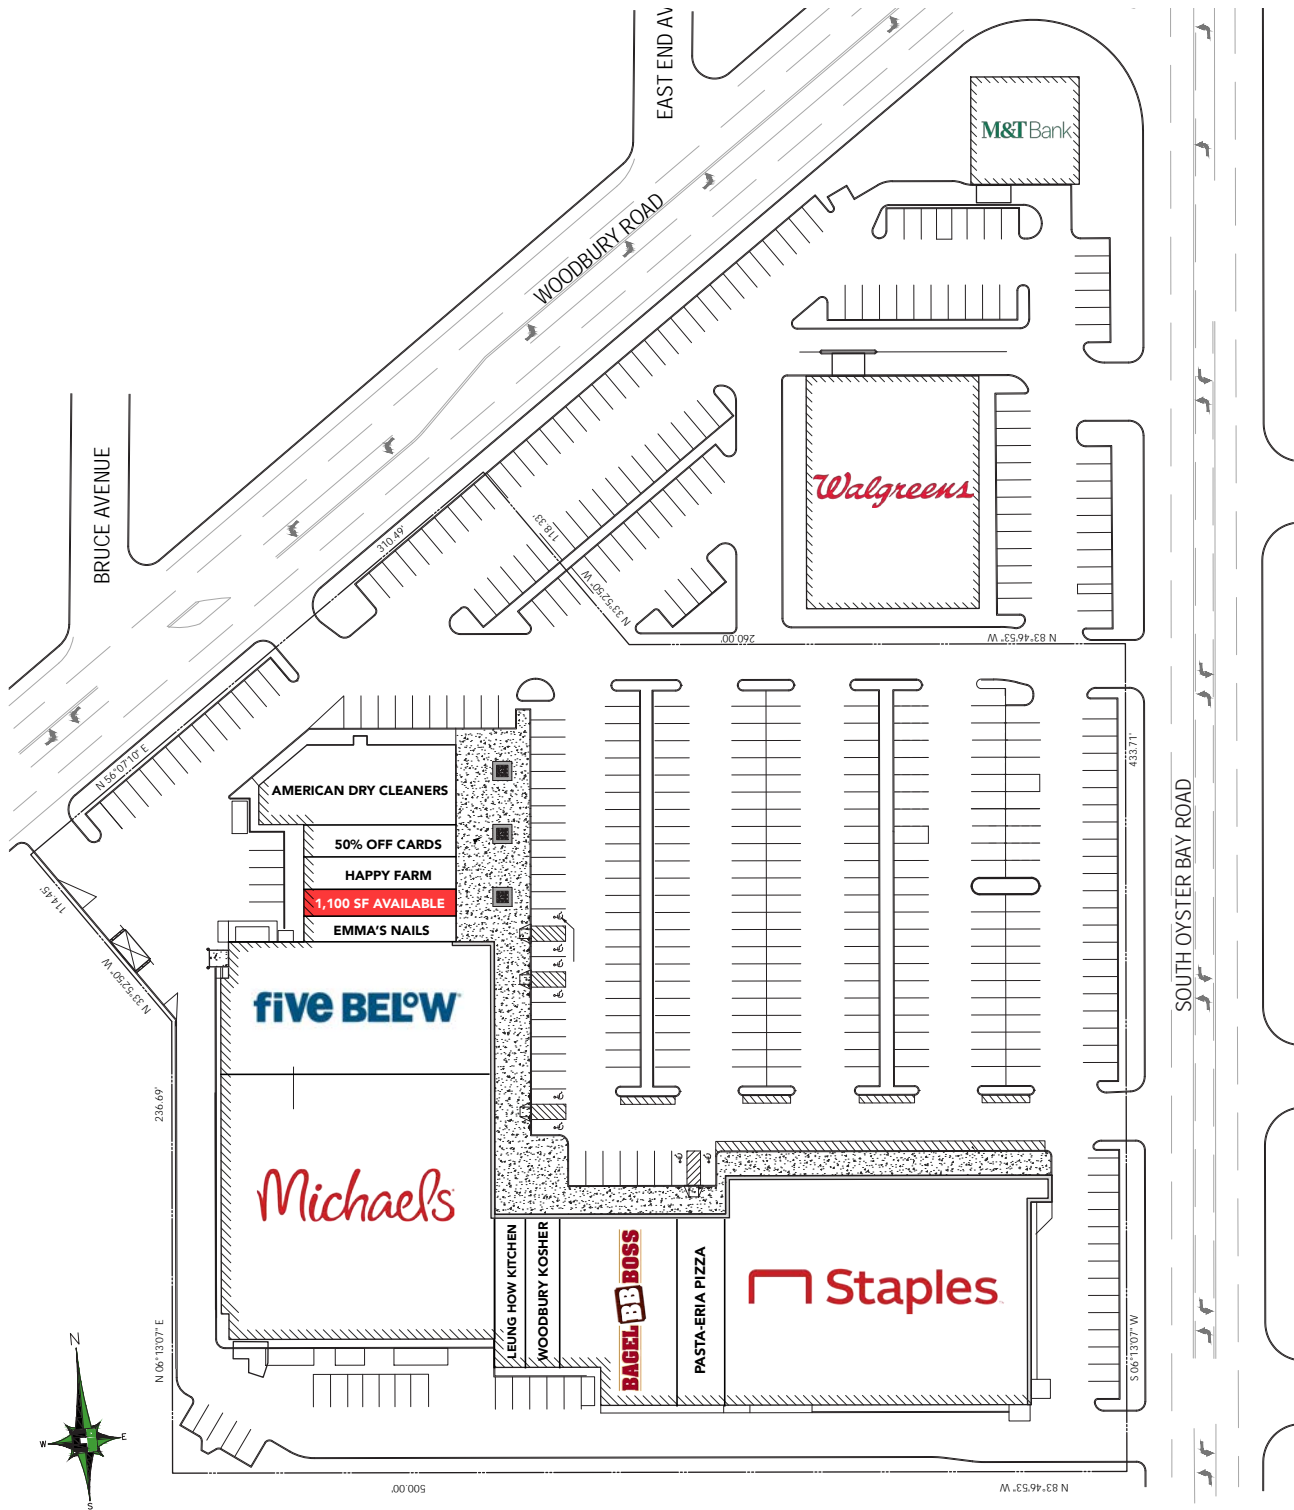 EAST END AV
M&T Bank
WOODBURY ROAD
BRUCE AVENUE
Walgreens
310.49'
118.33'
N 33°52'50" W
260.00'
N 83°46'53" W
N 56°07'10" E
433.71'
AMERICAN DRY CLEANERS
50% OFF CARDS
HAPPY FARM
1,100 SF AVAILABLE
EMMA'S NAILS
114.45'
N 33°52'50" W
SOUTH OYSTER BAY ROAD
five BELOW
236.69'
Michaels
LEUNG HOW KITCHEN
WOODBURY KOSHER
BAGEL BB BOSS
PASTA-ERIA PIZZA
Staples
N 06°13'07" E
S 06°13'07" W
N
W
E
S
500.00'
N 83°46'53" W